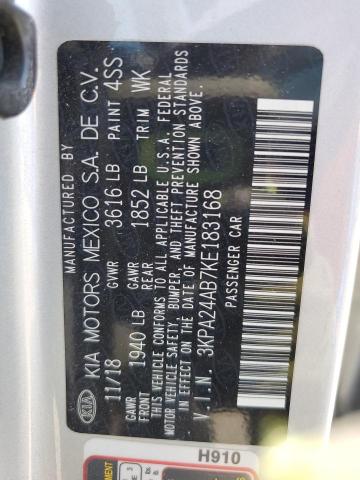 MANUFACTURED BY
KIA KIA MOTORS MEXICO S.A. DE C.V.
11/18 GVWR 3616 LB PAINT 4SS
GAWR FRONT 1940 LB GAWR REAR 1852 LB TRIM WK
THIS VEHICLE CONFORMS TO ALL APPLICABLE U.S.A. FEDERAL
MOTOR VEHICLE SAFETY, BUMPER, AND THEFT PREVENTION STANDARDS
IN EFFECT ON THE DATE OF MANUFACTURE SHOWN ABOVE.
V.I.N. 3KPA24AB7KE183168
PASSENGER CAR
H910